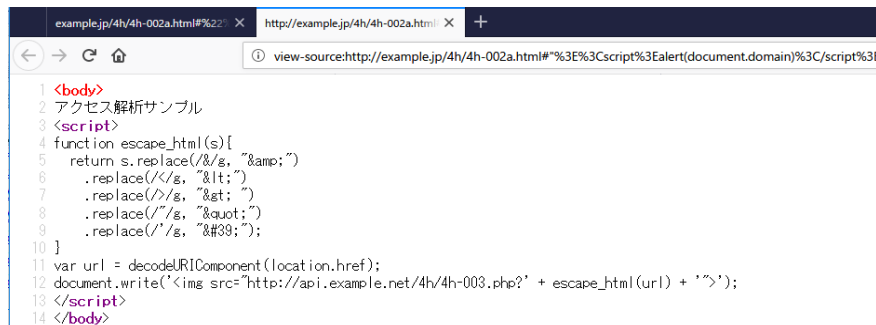 example.jp/4h/4h-002a.html#%22
http://example.jp/4h/4h-002a.html
view-source:http://example.jp/4h/4h-002a.html#"%3E%3Cscript%3Ealert(document.domain)%3C/script%3E
1 <body>
2 アクセス解析サンプル
3 <script>
4 function escape_html(s){
5   return s.replace(/&/g, "&amp;")
6     .replace(/</g, "&lt;")
7     .replace(/>/g, "&gt; ")
8     .replace(/"/g, "&quot;")
9     .replace(/'/g, "&#39;");
10 }
11 var url = decodeURIComponent(location.href);
12 document.write('<img src="http://api.example.net/4h/4h-003.php?' + escape_html(url) + '">');
13 </script>
14 </body>